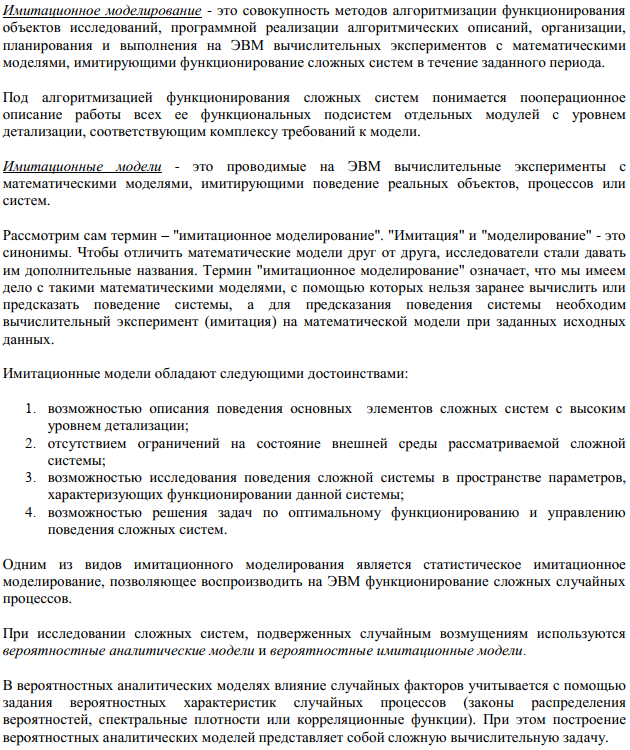 Имитационное моделирование - это совокупность методов алгоритмизации функционирования
объектов исследований, программной реализации алгоритмических описаний, организации,
планирования и выполнения на ЭВМ вычислительных экспериментов с математическими
моделями, имитирующими функционирование сложных систем в течение заданного периода.
Под алгоритмизацией функционирования сложных систем понимается пооперационное
описание работы всех ее функциональных подсистем отдельных модулей с уровнем
детализации, соответствующим комплексу требований к модели.
Имитационные модели - это проводимые на ЭВМ вычислительные эксперименты с
математическими моделями, имитирующими поведение реальных объектов, процессов или
систем.
Рассмотрим сам термин – "имитационное моделирование". "Имитация" и "моделирование" - это
синонимы. Чтобы отличить математические модели друг от друга, исследователи стали давать
им дополнительные названия. Термин "имитационное моделирование" означает, что мы имеем
дело с такими математическими моделями, с помощью которых нельзя заранее вычислить или
предсказать поведение системы, а для предсказания поведения системы необходим
вычислительный эксперимент (имитация) на математической модели при заданных исходных
данных.
Имитационные модели обладают следующими достоинствами:
1. возможностью описания поведения основных элементов сложных систем с высоким
уровнем детализации;
2. отсутствием ограничений на состояние внешней среды рассматриваемой сложной
системы;
3. возможностью исследования поведения сложной системы в пространстве параметров,
характеризующих функционировании данной системы;
4. возможностью решения задач по оптимальному функционированию и управлению
поведения сложных систем.
Одним из видов имитационного моделирования является статистическое имитационное
моделирование, позволяющее воспроизводить на ЭВМ функционирование сложных случайных
процессов.
При исследовании сложных систем, подверженных случайным возмущениям используются
вероятностные аналитические модели и вероятностные имитационные модели.
В вероятностных аналитических моделях влияние случайных факторов учитывается с помощью
задания вероятностных характеристик случайных процессов (законы распределения
вероятностей, спектральные плотности или корреляционные функции). При этом построение
вероятностных аналитических моделей представляет собой сложную вычислительную задачу.